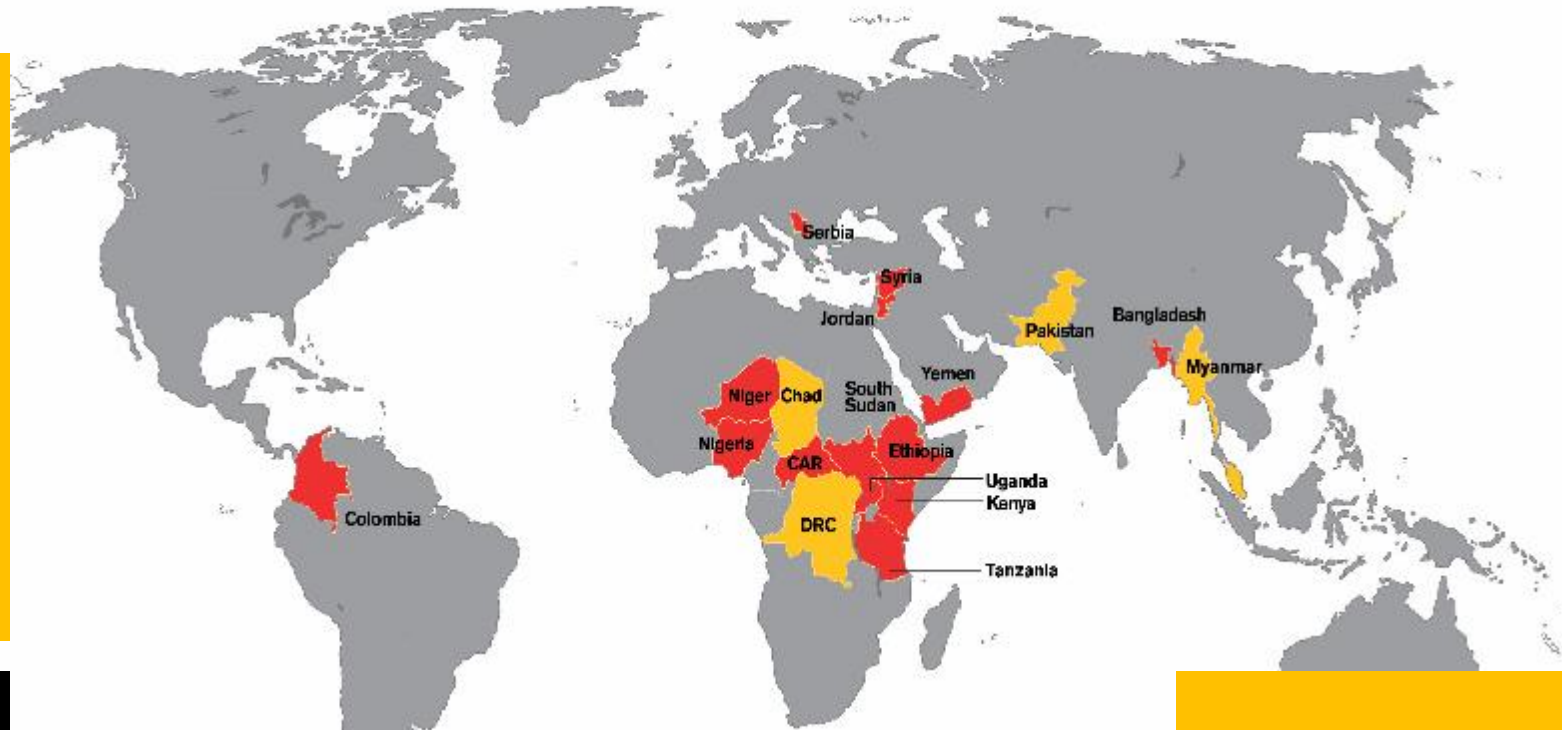 Serbia
Syria
Jordan
Pakistan
Bangladesh
Myanmar
Yemen
South
Sudan
Niger
Chad
Nigeria
CAR
Ethiopia
Uganda
Kenya
DRC
Colombia
Tanzania